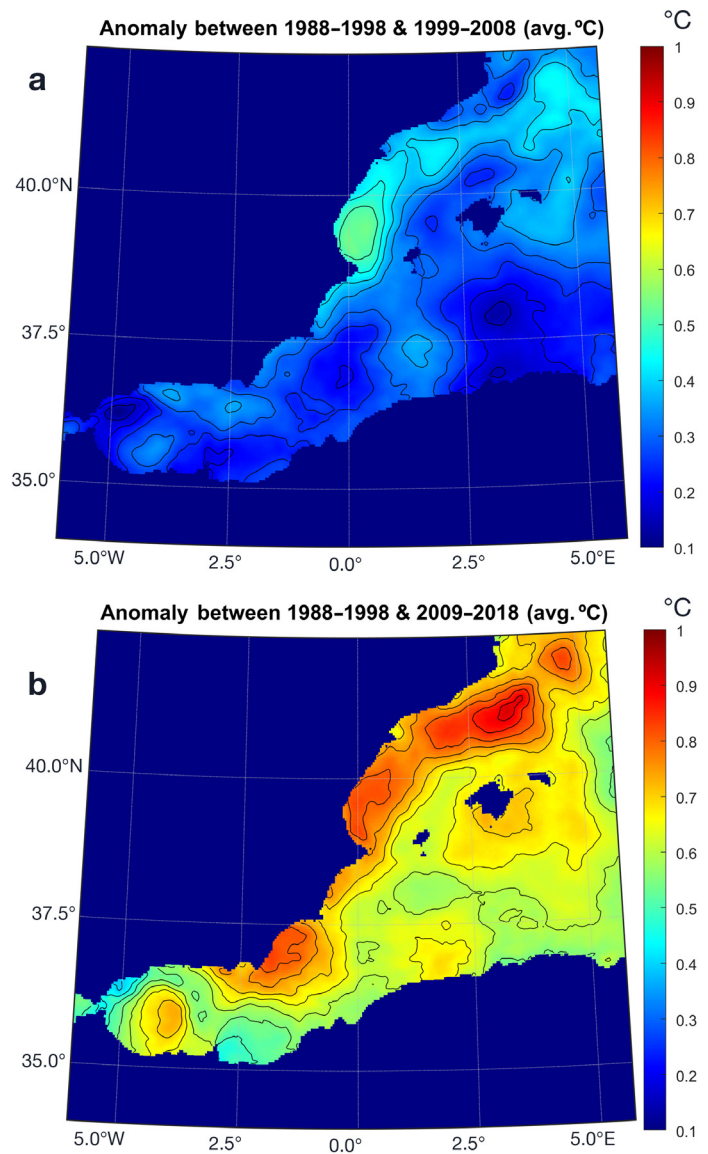 °C
Anomaly between 1988–1998 & 1999–2008 (avg. ºC)
a
1
0.9
0.8
0.7
0.6
0.5
0.4
0.3
0.2
0.1
40.0°N
37.5°
35.0°
5.0°W 2.5° 0.0° 2.5° 5.0°E
°C
Anomaly between 1988–1998 & 2009–2018 (avg. ºC)
b
1
0.9
0.8
0.7
0.6
0.5
0.4
0.3
0.2
0.1
40.0°N
37.5°
35.0°
5.0°W 2.5° 0.0° 2.5° 5.0°E